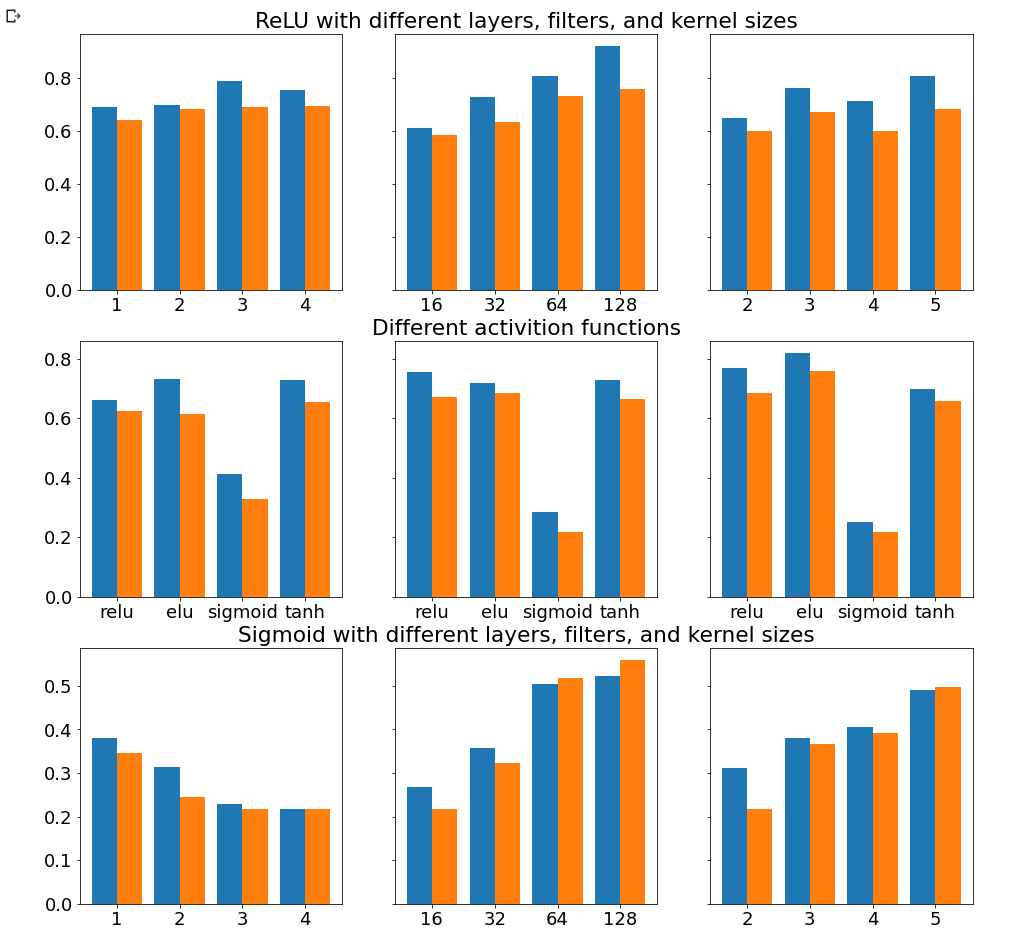 ReLU with different layers, filters, and kernel sizes
0.8
0.6
0.4
0.2
0.0
1 2 3 4
16 32 64 128
2 3 4 5
Different activition functions
0.8
0.6
0.4
0.2
0.0
relu elu sigmoid tanh
relu elu sigmoid tanh
relu elu sigmoid tanh
Sigmoid with different layers, filters, and kernel sizes
0.5
0.4
0.3
0.2
0.1
0.0
1 2 3 4
16 32 64 128
2 3 4 5